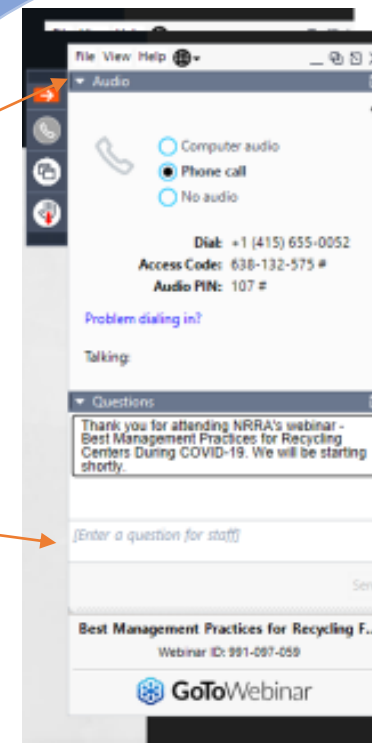 File View Help
Audio
Computer audio
Phone call
No audio
Dial: +1 (415) 655-0052
Access Code: 638-132-575 #
Audio PIN: 107 #
Problem dialing in?
Talking:
Questions
Thank you for attending NRRA's webinar -
Best Management Practices for Recycling
Centers During COVID-19. We will be starting
shortly.
[Enter a question for staff]
Sen
Best Management Practices for Recycling F...
Webinar ID: 991-097-059
GoToWebinar